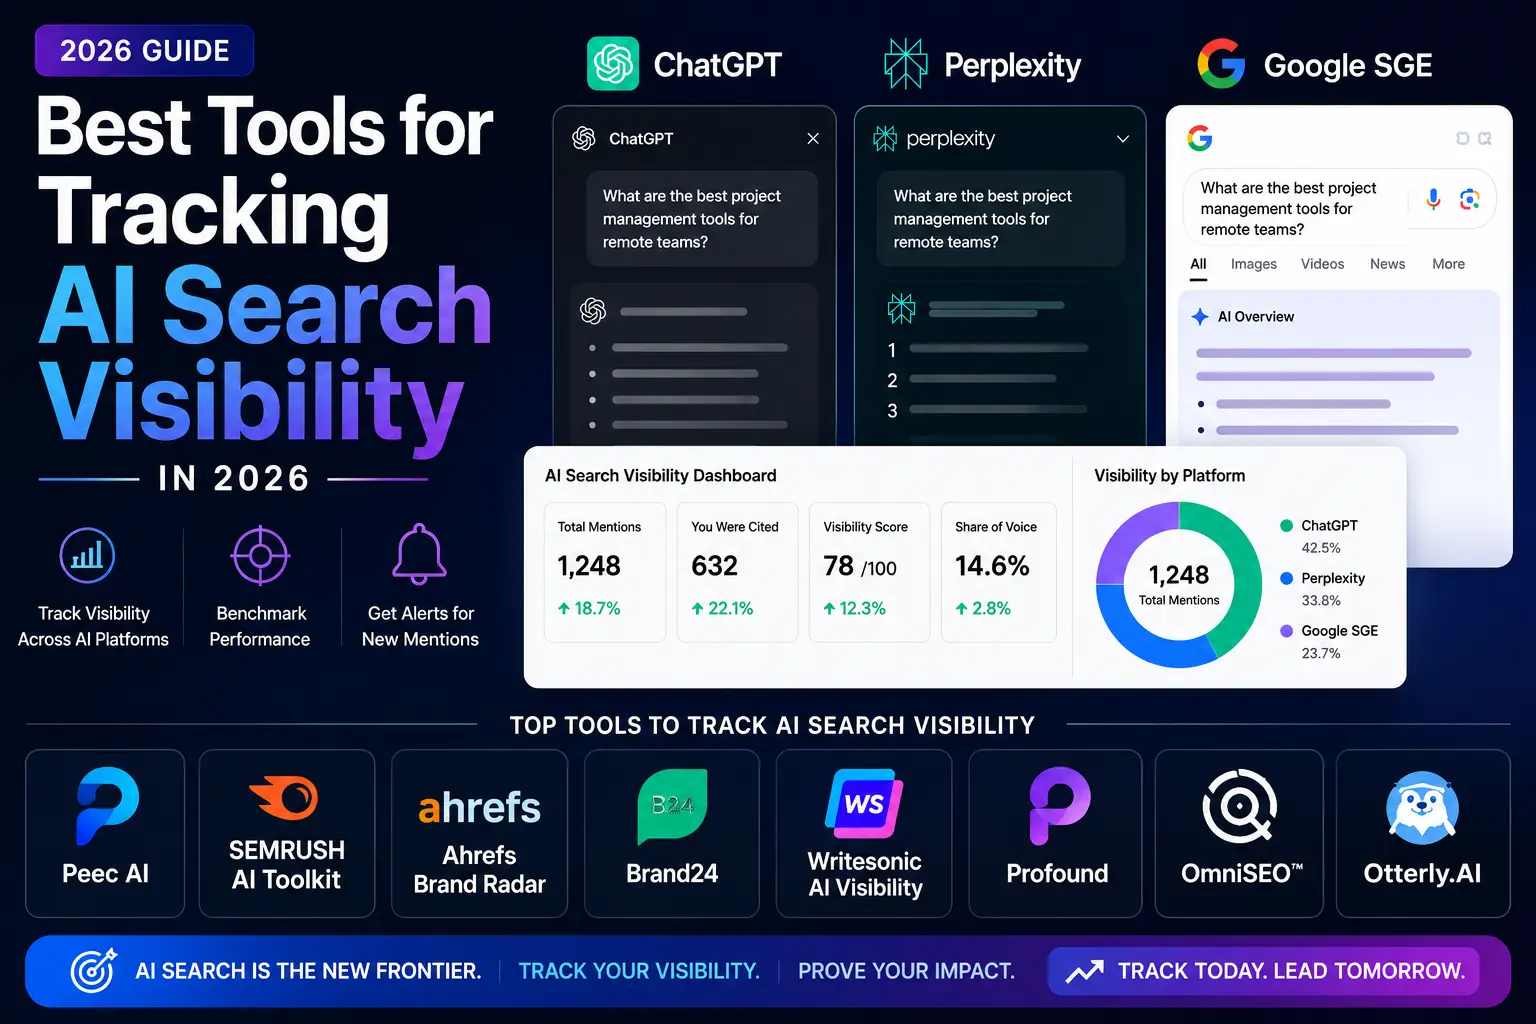 2026 GUIDE
Best Tools for
Tracking
AI Search
Visibility
IN 2026
Track Visibility
Across AI Platforms
Benchmark
Performance
Get Alerts for
New Mentions
ChatGPT
Perplexity
Google SGE
ChatGPT
What are the best project
management tools for
remote teams?
perplexity
What are the best project
management tools for
remote teams?
1
2
3
What are the best project
management tools for
remote teams?
All Images Videos News More
AI Overview
AI Search Visibility Dashboard
Total Mentions
1,248
↑ 18.7%
You Were Cited
632
↑ 22.1%
Visibility Score
78 /100
↑ 12.3%
Share of Voice
14.6%
↑ 2.8%
Visibility by Platform
1,248
Total Mentions
ChatGPT
42.5%
Perplexity
33.8%
Google SGE
23.7%
TOP TOOLS TO TRACK AI SEARCH VISIBILITY
Peec AI
SEMRUSH
AI Toolkit
ahrefs
Ahrefs
Brand Radar
B24
Brand24
WS
Writesonic
AI Visibility
Profound
OmniSEO™
Otterly.AI
AI SEARCH IS THE NEW FRONTIER.
TRACK YOUR VISIBILITY.
PROVE YOUR IMPACT.
TRACK TODAY. LEAD TOMORROW.